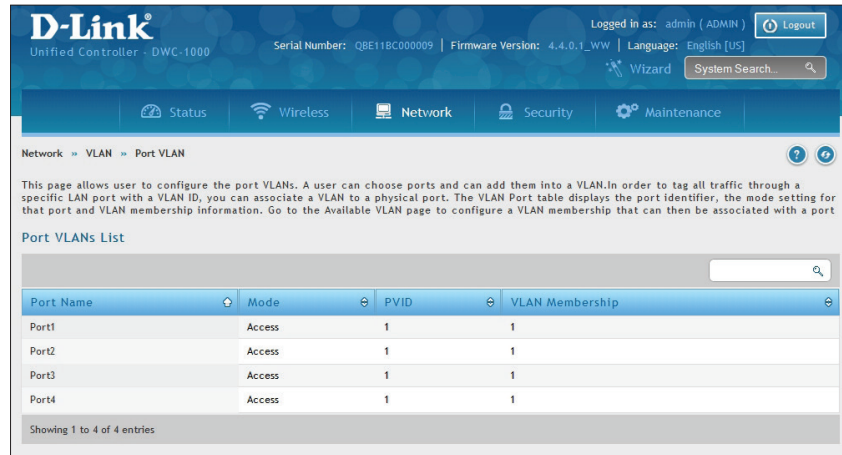 D-Link
Unified Controller - DWC-1000
Logged in as: admin ( ADMIN ) Logout
Serial Number: QBE11BC000009 | Firmware Version: 4.4.0.1_WW | Language: English [US]
Wizard System Search...
Status Wireless Network Security Maintenance
Network » VLAN » Port VLAN ?
This page allows user to configure the port VLANs. A user can choose ports and can add them into a VLAN.In order to tag all traffic through a
specific LAN port with a VLAN ID, you can associate a VLAN to a physical port. The VLAN Port table displays the port identifier, the mode setting for
that port and VLAN membership information. Go to the Available VLAN page to configure a VLAN membership that can then be associated with a port
Port VLANs List
Port Name Mode PVID VLAN Membership
Port1 Access 1 1
Port2 Access 1 1
Port3 Access 1 1
Port4 Access 1 1
Showing 1 to 4 of 4 entries